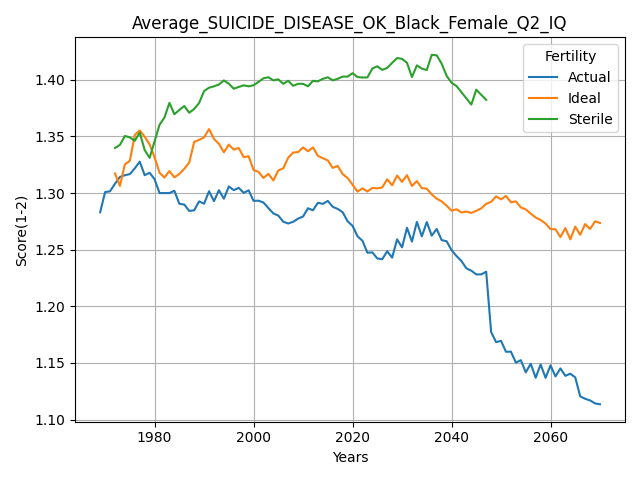 Average_SUICIDE_DISEASE_OK_Black_Female_Q2_IQ
Fertility
Actual
Ideal
Sterile
Score(1-2)
1.40
1.35
1.30
1.25
1.20
1.15
1.10
1980
2000
2020
2040
2060
Years